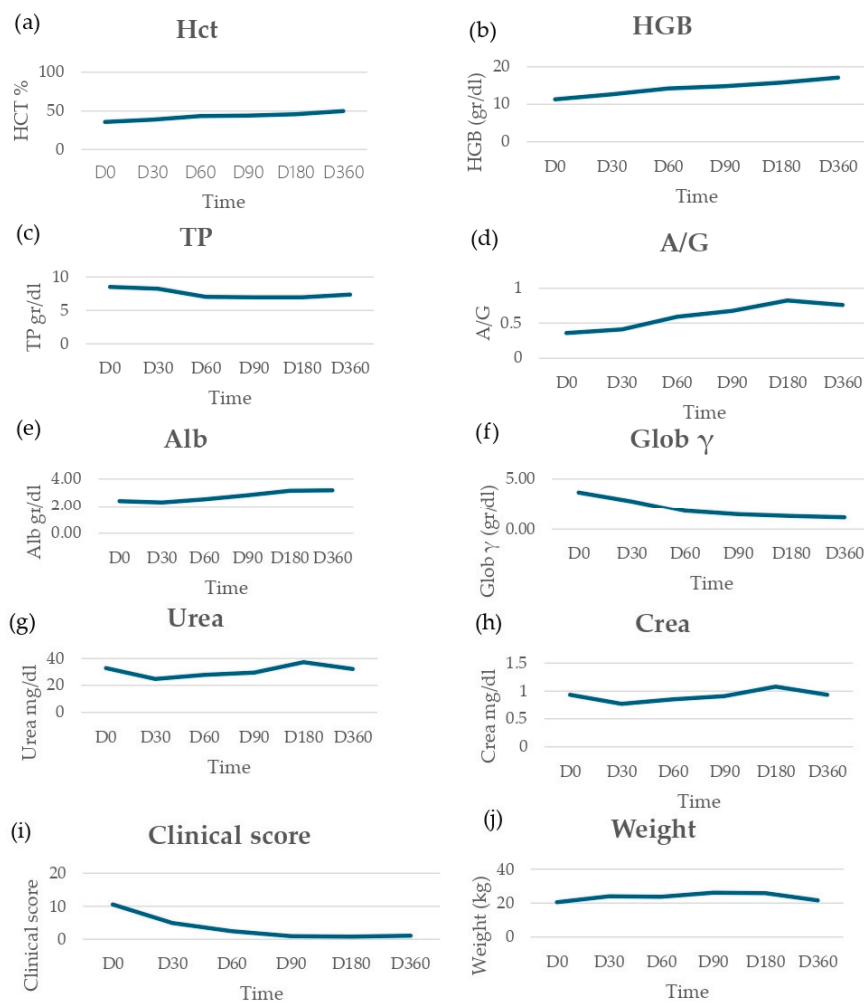 (a)
Hct
HCT %
100
50
0
D0 D30 D60 D90 D180 D360
Time
(b)
HGB
HGB (gr/dl)
20
10
0
D0 D30 D60 D90 D180 D360
Time
(c)
TP
TP gr/dl
10
5
0
D0 D30 D60 D90 D180 D360
Time
(d)
A/G
A/G
1
0.5
0
D0 D30 D60 D90 D180 D360
Time
(e)
Alb
Alb gr/dl
4.00
2.00
0.00
D0 D30 D60 D90 D180 D360
Time
(f)
Glob γ
Glob γ (gr/dl)
5.00
0.00
D0 D30 D60 D90 D180 D360
Time
(g)
Urea
Urea mg/dl
40
20
0
D0 D30 D60 D90 D180 D360
Time
(h)
Crea
Crea mg/dl
1.5
1
0.5
0
D0 D30 D60 D90 D180 D360
Time
(i)
Clinical score
Clinical score
20
10
0
D0 D30 D60 D90 D180 D360
Time
(j)
Weight
Weight (kg)
40
20
0
D0 D30 D60 D90 D180 D360
Time